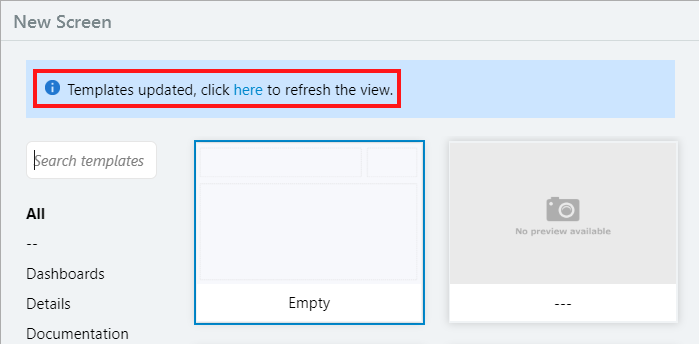 New Screen
Templates updated, click here to refresh the view.
Search templates
All
--
Dashboards
Details
Documentation
No preview available
Empty
---